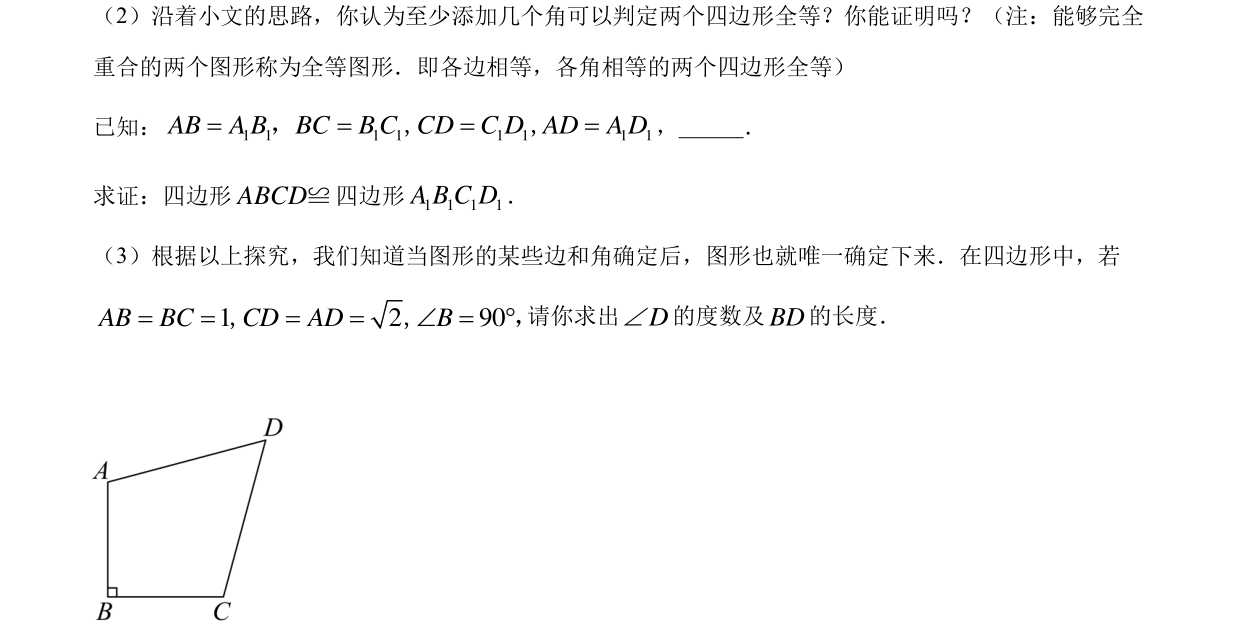 （2）沿着小文的思路，你认为至少添加几个角可以判定两个四边形全等？你能证明吗？（注：能够完全
重合的两个图形称为全等图形．即各边相等，各角相等的两个四边形全等）
已知： AB = A₁B₁， BC = B₁C₁, CD = C₁D₁, AD = A₁D₁ ， ______．
求证：四边形 ABCD≌ 四边形 A₁B₁C₁D₁ ．
（3）根据以上探究，我们知道当图形的某些边和角确定后，图形也就唯一确定下来．在四边形中，若
AB = BC = 1, CD = AD = √2, ∠B = 90°, 请你求出 ∠D 的度数及 BD 的长度．
D
A
B
C